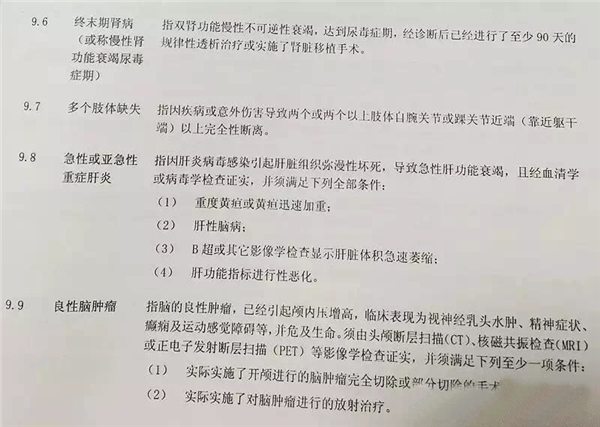 9.6 终末期肾病 指双肾功能慢性不可逆性衰竭，达到尿毒症期，经诊断后已经进行了至少 90 天的
（或称慢性肾 规律性透析治疗或实施了肾脏移植手术。
功能衰竭尿毒
症期）
9.7 多个肢体缺失 指因疾病或意外伤害导致两个或两个以上肢体自腕关节或踝关节近端（靠近躯干
端）以上完全性断离。
9.8 急性或亚急性 指因肝炎病毒感染引起肝脏组织弥漫性坏死，导致急性肝功能衰竭，且经血清学
重症肝炎 或病毒学检查证实，并须满足下列全部条件：
（1） 重度黄疸或黄疸迅速加重；
（2） 肝性脑病；
（3） B 超或其它影像学检查显示肝脏体积急速萎缩；
（4） 肝功能指标进行性恶化。
9.9 良性脑肿瘤 指脑的良性肿瘤，已经引起颅内压增高，临床表现为视神经乳头水肿、精神症状、
癫痫及运动感觉障碍等，并危及生命。须由头颅断层扫描(CT)、核磁共振检查(MRI)
或正电子发射断层扫描（PET）等影像学检查证实，并须满足下列至少一项条件：
（1） 实际实施了开颅进行的脑肿瘤完全切除或部分切除的手术
（2） 实际实施了对脑肿瘤进行的放射治疗。